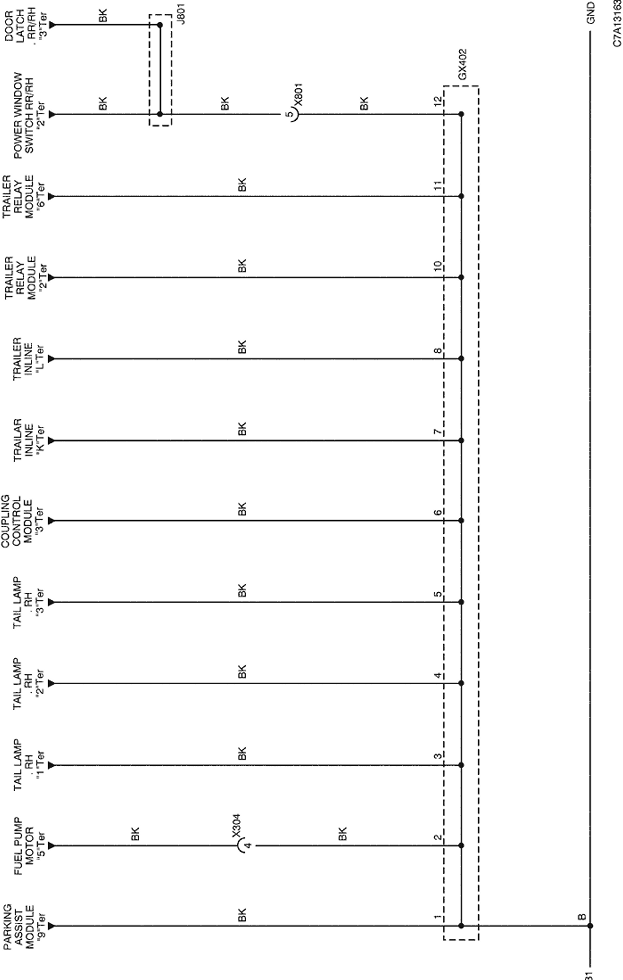 PARKING
ASSIST
MODULE
"9"Ter
FUEL PUMP
MOTOR
"5"Ter
TAIL LAMP
. RH
"1"Ter
TAIL LAMP
. RH
"2"Ter
TAIL LAMP
. RH
"3"Ter
COUPLING
CONTROL
MODULE
"3"Ter
TRAILAR
INLINE
"K"Ter
TRAILER
INLINE
"L"Ter
TRAILER
RELAY
MODULE
"2"Ter
TRAILER
RELAY
MODULE
"6"Ter
POWER WINDOW
SWITCH RR/RH
"2"Ter
DOOR
LATCH
. RR/RH
"3"Ter
BK
BK
J801
BK
BK
X304
4
BK
BK
BK
BK
BK
BK
BK
BK
BK
BK
BK
5
X801
BK
1
2
3
4
5
6
7
8
10
11
12
GX402
B
B1
GND
C7A13163